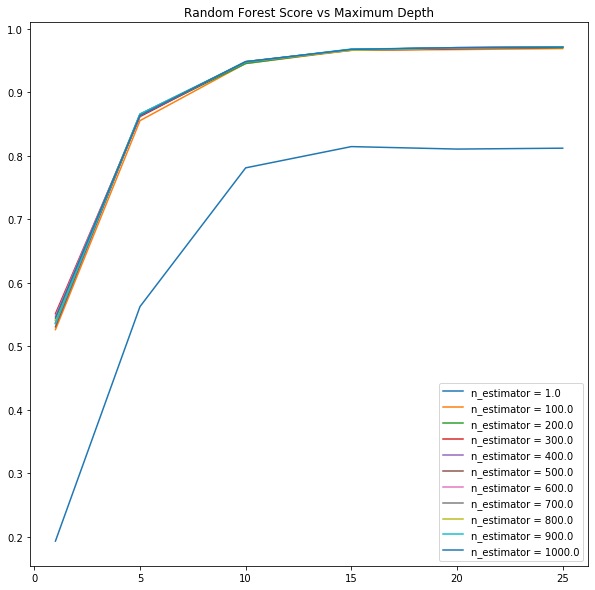 Random Forest Score vs Maximum Depth
1.0
0.9
0.8
0.7
0.6
0.5
0.4
0.3
0.2
n_estimator = 1.0
n_estimator = 100.0
n_estimator = 200.0
n_estimator = 300.0
n_estimator = 400.0
n_estimator = 500.0
n_estimator = 600.0
n_estimator = 700.0
n_estimator = 800.0
n_estimator = 900.0
n_estimator = 1000.0
0
5
10
15
20
25